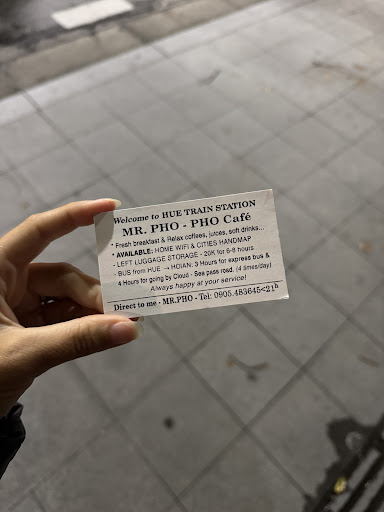 Welcome to HUE TRAIN STATION
MR. PHO - PHO Café
* Fresh breakfast & Relax coffees, juices, soft drinks...
* AVAILABLE: HOME WIFI & CITIES HANDMAP
- LEFT LUGGAGE STORAGE - 20K for 6-8 hours
- BUS from HUE → HOIAN: 3 Hours for express bus &
4 Hours for going by Cloud - Sea pass road. (4 times/day)
Always happy at your service!
Direct to me - MR.PHO - Tel: 0905.483645<21h